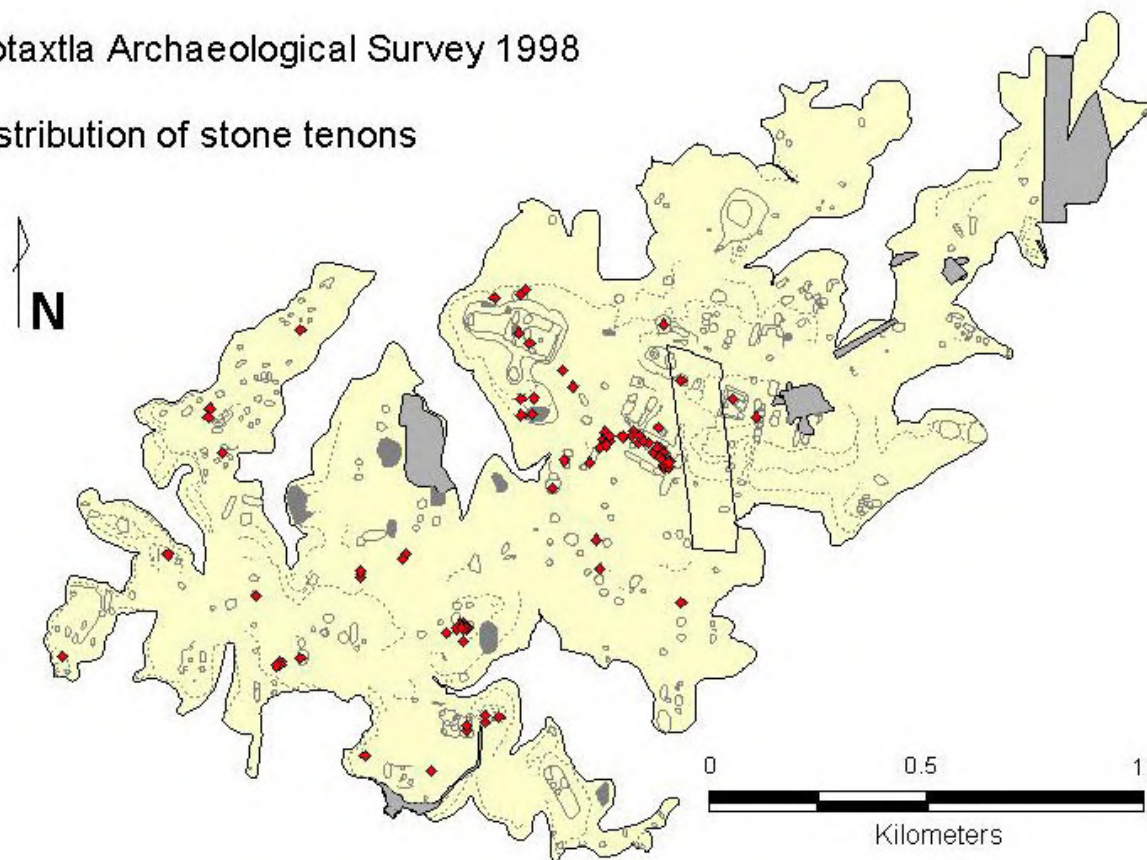 otaxtla Archaeological Survey 1998
stribution of stone tenons
N
0 0.5 1
Kilometers